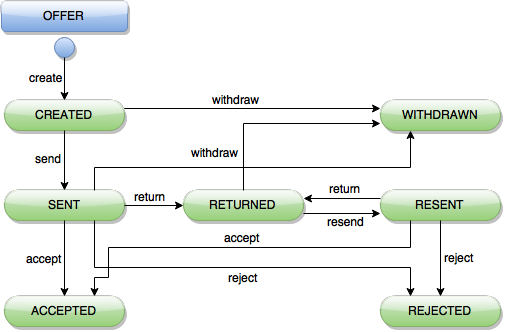 OFFER
create
CREATED
withdraw
WITHDRAWN
send
withdraw
SENT
return
RETURNED
return
resend
RESENT
accept
accept
reject
reject
ACCEPTED
REJECTED